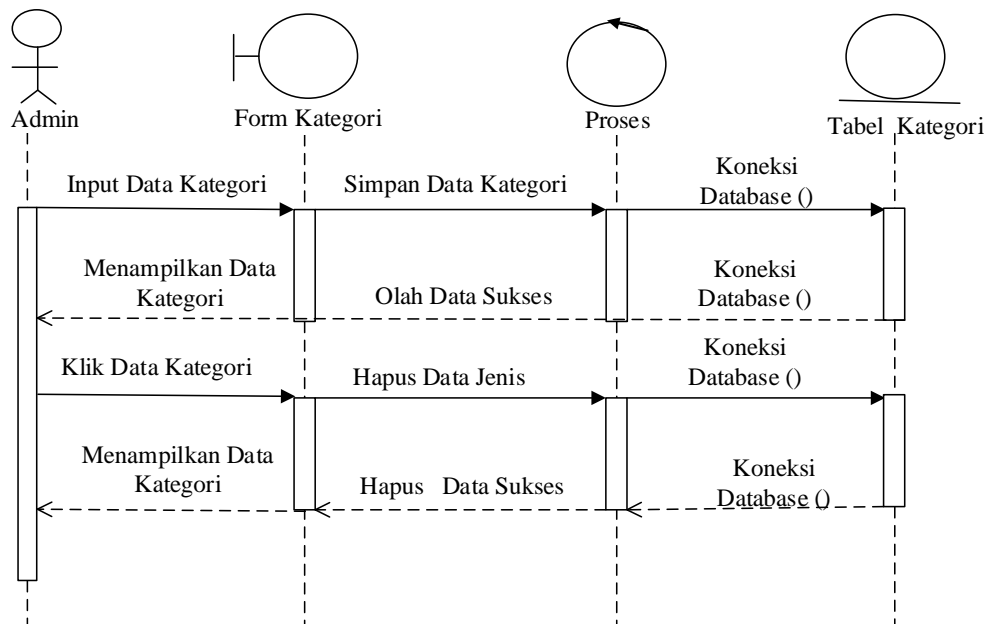 Admin
Form Kategori
Proses
Tabel Kategori
Input Data Kategori
Simpan Data Kategori
Koneksi
Database ()
Menampilkan Data
Kategori
Olah Data Sukses
Koneksi
Database ()
Klik Data Kategori
Hapus Data Jenis
Koneksi
Database ()
Menampilkan Data
Kategori
Hapus Data Sukses
Koneksi
Database ()